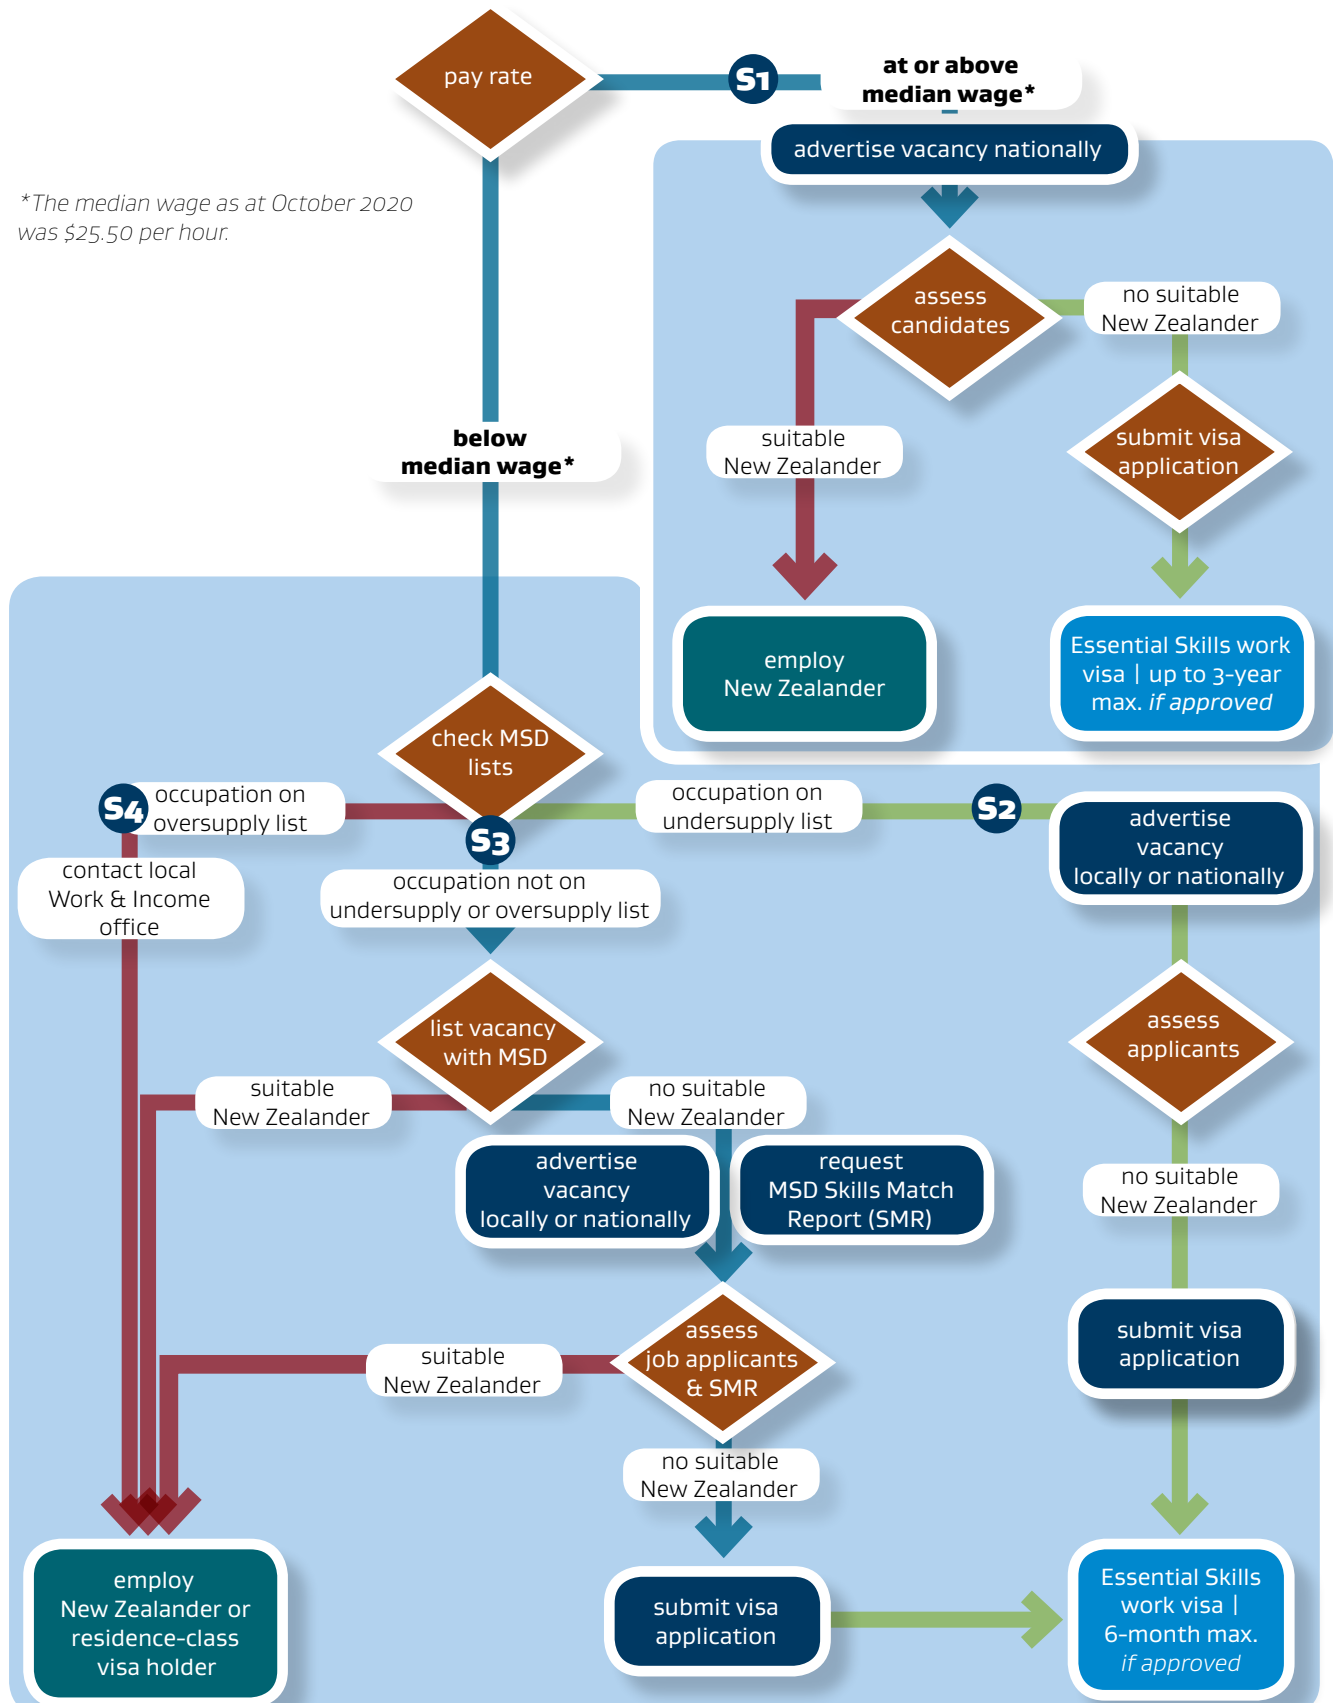 pay rate
S1
at or above
median wage*
advertise vacancy nationally
*The median wage as at October 2020
was $25.50 per hour.
assess
candidates
no suitable
New Zealander
suitable
New Zealander
submit visa
application
below
median wage*
employ
New Zealander
Essential Skills work
visa | up to 3-year
max. if approved
check MSD
lists
S4
occupation on
oversupply list
S3
occupation on
undersupply list
S2
advertise
vacancy
locally or nationally
contact local
Work & Income
office
occupation not on
undersupply or oversupply list
list vacancy
with MSD
assess
applicants
suitable
New Zealander
no suitable
New Zealander
advertise
vacancy
locally or nationally
request
MSD Skills Match
Report (SMR)
no suitable
New Zealander
assess
job applicants
& SMR
suitable
New Zealander
submit visa
application
no suitable
New Zealander
employ
New Zealander or
residence-class
visa holder
submit visa
application
Essential Skills
work visa |
6-month max.
if approved